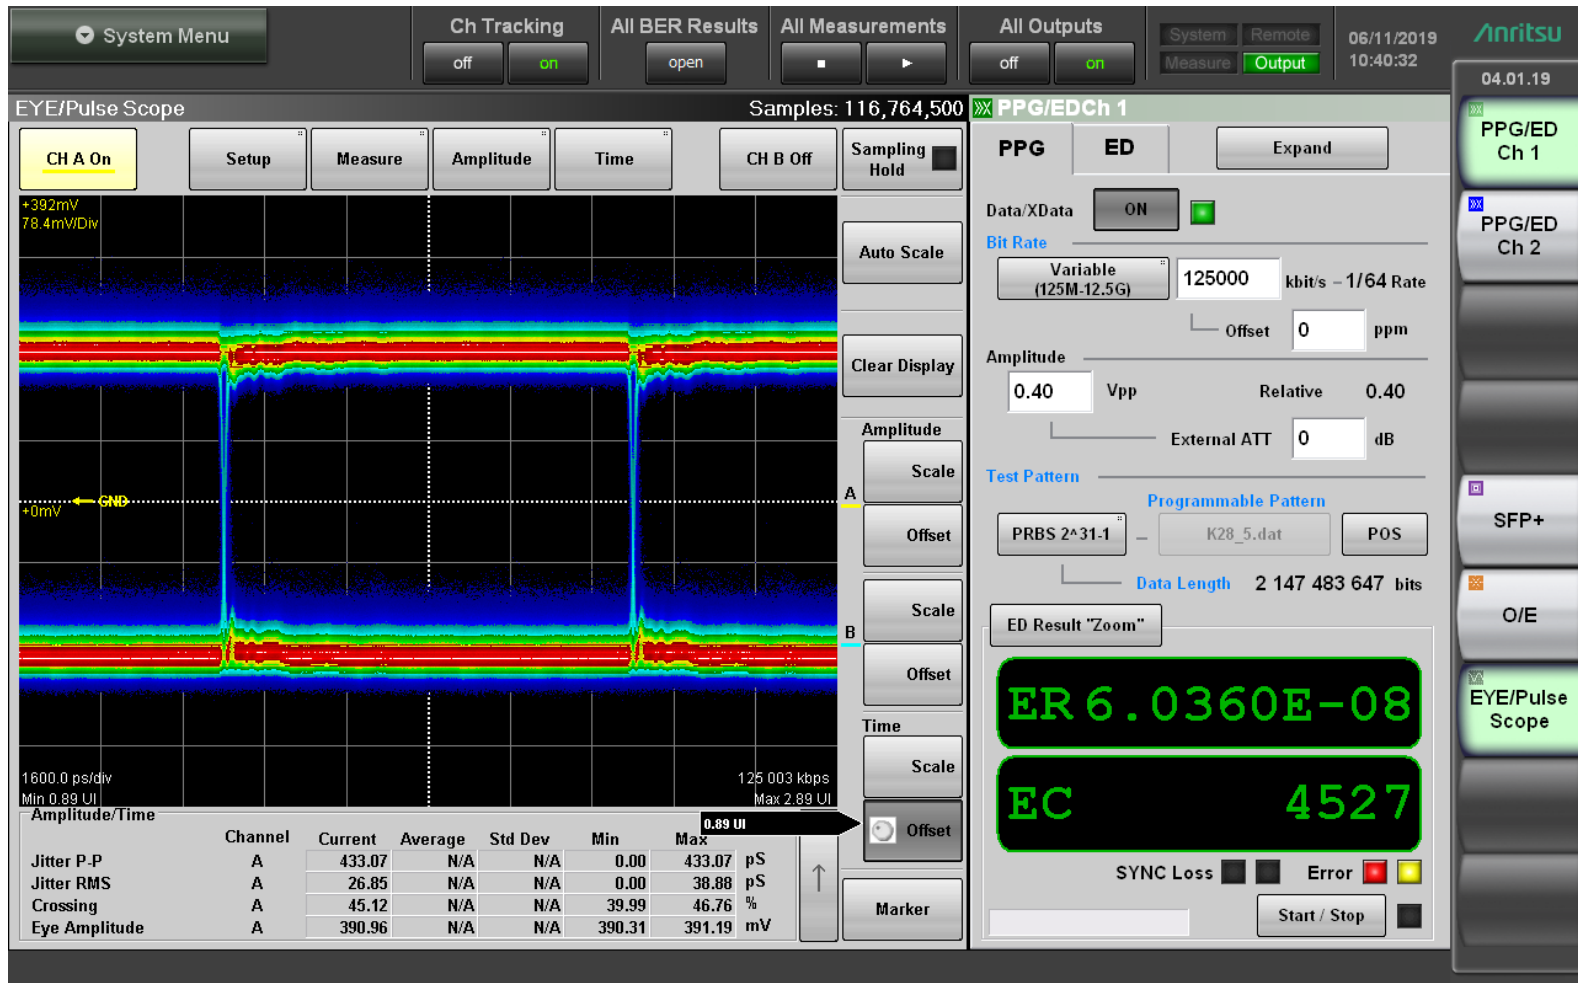 System Menu
Ch Tracking
off on
All BER Results
open
All Measurements
All Outputs
off on
System Remote
Measure Output
06/11/2019
10:40:32
Anritsu
04.01.19
EYE/Pulse Scope
Samples: 116,764,500
CH A On
Setup
Measure
Amplitude
Time
CH B Off
Sampling
Hold
+392mV
78.4mV/Div
GND
+0mV
1600.0 ps/div
Min 0.89 UI
125 003 kbps
Max 2.89 UI
Auto Scale
Clear Display
Amplitude
Scale
A
Offset
Scale
B
Offset
Time
Scale
0.89 UI
Offset
Marker
Amplitude/Time
Channel Current Average Std Dev Min Max
Jitter P-P A 433.07 N/A N/A 0.00 433.07 pS
Jitter RMS A 26.85 N/A N/A 0.00 38.88 pS
Crossing A 45.12 N/A N/A 39.99 46.76 %
Eye Amplitude A 390.96 N/A N/A 390.31 391.19 mV
PPG/EDCh 1
PPG
ED
Expand
Data/XData ON
Bit Rate
Variable
(125M-12.5G)
125000 kbit/s - 1/64 Rate
Offset 0 ppm
Amplitude
0.40 Vpp Relative 0.40
External ATT 0 dB
Test Pattern
Programmable Pattern
PRBS 2^31-1 - K28_5.dat POS
Data Length 2 147 483 647 bits
ED Result "Zoom"
ER 6.0360E-08
EC 4527
SYNC Loss Error
Start / Stop
PPG/ED
Ch 1
PPG/ED
Ch 2
SFP+
O/E
EYE/Pulse
Scope